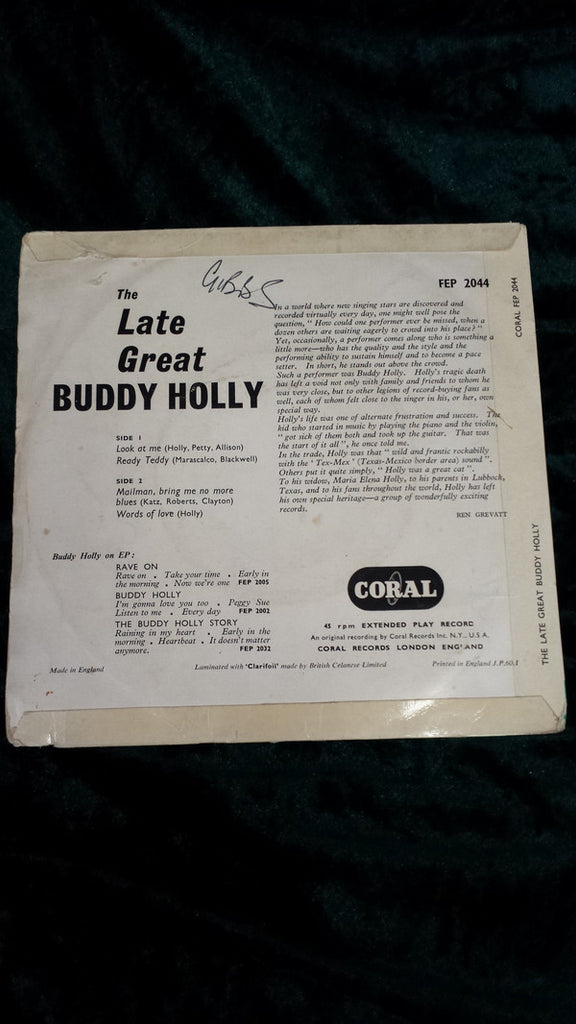 GIBBS
FEP 2044
The
Late
Great
BUDDY HOLLY
SIDE 1
Look at me (Holly, Petty, Allison)
Ready Teddy (Marascalco, Blackwell)
SIDE 2
Mailman, bring me no more
blues (Katz, Roberts, Clayton)
Words of love (Holly)
In a world where new singing stars are discovered and
recorded virtually every day, one might well pose the
question, " How could one performer ever be missed, when a
dozen others are waiting eagerly to crowd into his place ? "
Yet, occasionally, a performer comes along who is something a
little more—who has the quality and the style and the
performing ability to sustain himself and to become a pace
setter. In short, he stands out above the crowd.
Such a performer was Buddy Holly. Holly's tragic death
has left a void not only with family and friends to whom he
was very close, but to other legions of record-buying fans as
well, each of whom felt close to the singer in his, or her, own
special way.
Holly's life was one of alternate frustration and success. The
kid who started in music by playing the piano and the violin,
" got sick of them both and took up the guitar. That was
the start of it all ", he once told me.
In the trade, Holly was that " wild and frantic rockabilly
with the ' Tex-Mex ' (Texas-Mexico border area) sound ".
Others put it quite simply, " Holly was a great cat ".
To his widow, Maria Elena Holly, to his parents in Lubbock,
Texas, and to his fans throughout the world, Holly has left
his own special heritage—a group of wonderfully exciting
records.
REN GREVATT
Buddy Holly on EP :
RAVE ON
Rave on . Take your time . Early in
the morning . Now we're one FEP 2005
BUDDY HOLLY
I'm gonna love you too . Peggy Sue
Listen to me . Every day FEP 2002
THE BUDDY HOLLY STORY
Raining in my heart . Early in the
morning . Heartbeat . It doesn't matter
anymore. FEP 2032
CORAL
45 rpm EXTENDED PLAY RECORD
An original recording by Coral Records Inc. N.Y., U.S.A.
CORAL RECORDS LONDON ENGLAND
Made in England
Laminated with 'Clarifoil' made by British Celanese Limited
Printed in England J.P.60.1
CORAL FEP 2044
THE LATE GREAT BUDDY HOLLY